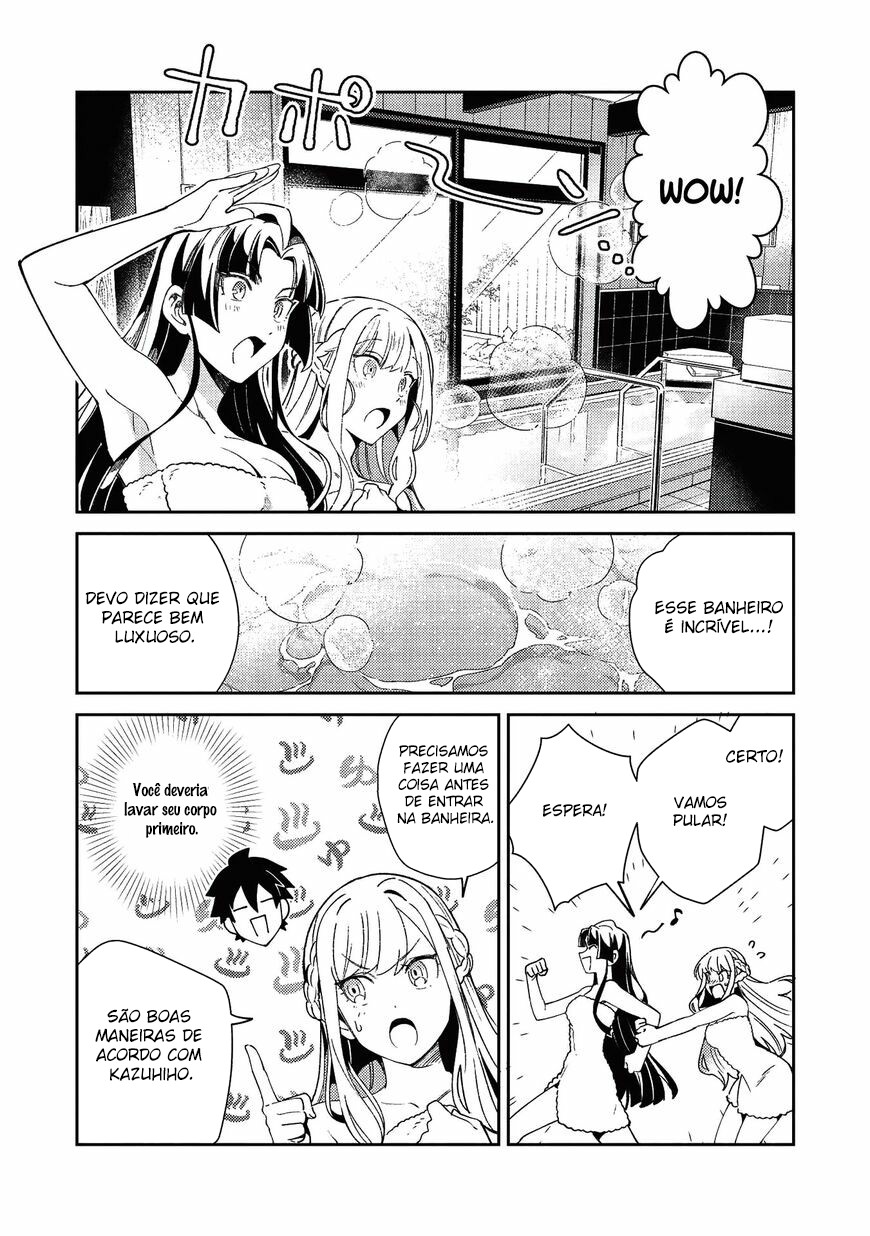 カポーン
WOW!
ESSE BANHEIRO
É INCRÍVEL...!
DEVO DIZER QUE
PARECE BEM
LUXUOSO.
CERTO!
VAMOS
PULAR!
ESPERA!
PRECISAMOS
FAZER UMA
COISA ANTES
DE ENTRAR
NA BANHEIRA.
Você deveria
lavar seu corpo
primeiro.
SÃO BOAS
MANEIRAS DE
ACORDO COM
KAZUHIHO.